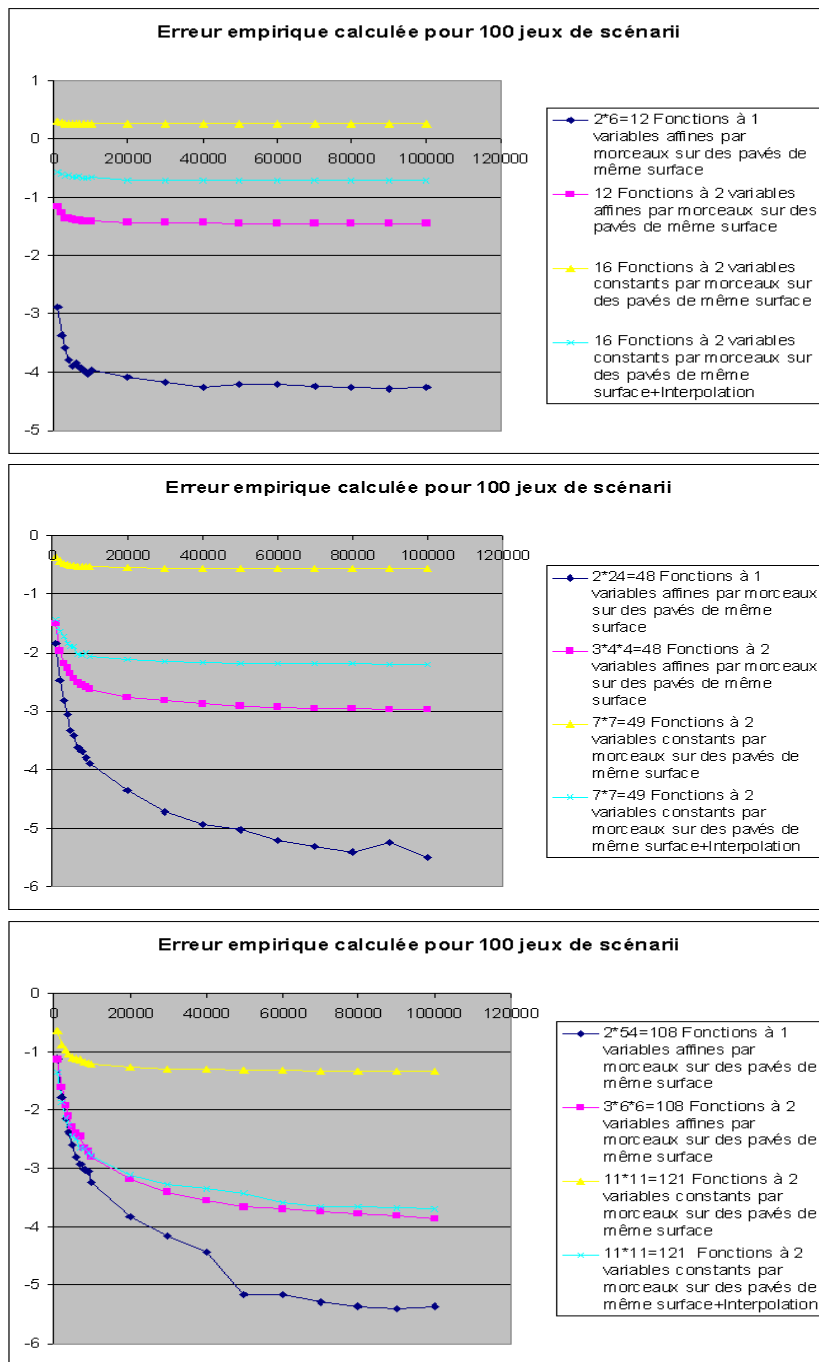 Erreur empirique calculée pour 100 jeux de scénarii
1
0
-1
-2
-3
-4
-5
0
20000
40000
60000
80000
100000
120000
2*6=12 Fonctions à 1
variables affines par
morceaux sur des pavés de
même surface
12 Fonctions à 2 variables
affines par morceaux sur des
pavés de même surface
16 Fonctions à 2 variables
constants par morceaux sur
des pavés de même surface
16 Fonctions à 2 variables
constants par morceaux sur
des pavés de même
surface+Interpolation
Erreur empirique calculée pour 100 jeux de scénarii
0
-1
-2
-3
-4
-5
-6
0
20000
40000
60000
80000
100000
120000
2*24=48 Fonctions à 1
variables affines par morceaux
sur des pavés de même
surface
3*4*4=48 Fonctions à 2
variables affines par morceaux
sur des pavés de même
surface
7*7=49 Fonctions à 2
variables constants par
morceaux sur des pavés de
même surface
7*7=49 Fonctions à 2
variables constants par
morceaux sur des pavés de
même surface+Interpolation
Erreur empirique calculée pour 100 jeux de scénarii
0
-1
-2
-3
-4
-5
-6
0
20000
40000
60000
80000
100000
120000
2*54=108 Fonctions à 1
variables affines par
morceaux sur des pavés de
même surface
3*6*6=108 Fonctions à 2
variables affines par
morceaux sur des pavés de
même surface
11*11=121 Fonctions à 2
variables constants par
morceaux sur des pavés de
même surface
11*11=121 Fonctions à 2
variables constants par
morceaux sur des pavés de
même surface+Interpolation